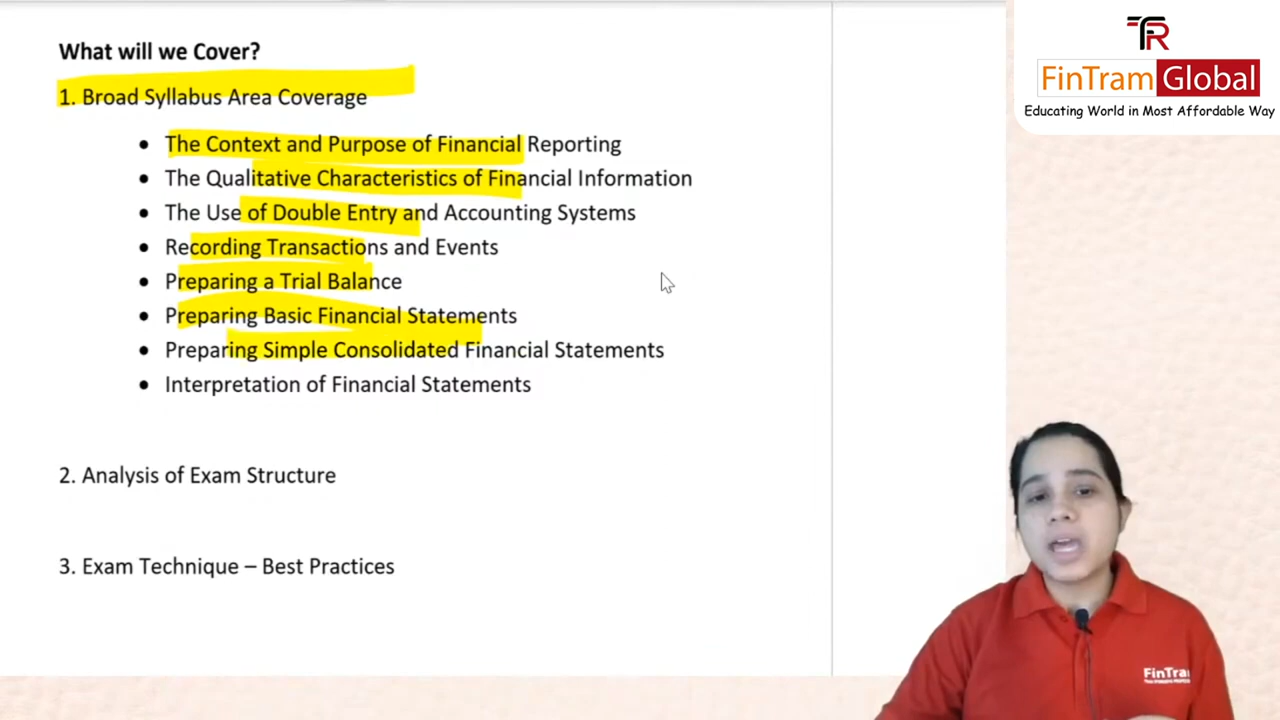 What will we Cover?
1. Broad Syllabus Area Coverage
• The Context and Purpose of Financial Reporting
• The Qualitative Characteristics of Financial Information
• The Use of Double Entry and Accounting Systems
• Recording Transactions and Events
• Preparing a Trial Balance
• Preparing Basic Financial Statements
• Preparing Simple Consolidated Financial Statements
• Interpretation of Financial Statements
2. Analysis of Exam Structure
3. Exam Technique – Best Practices
TR
FinTram Global
Educating World in Most Affordable Way
FinTra